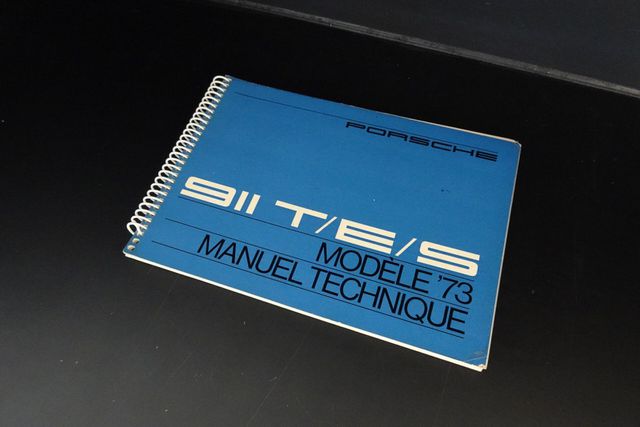 PORSCHE
911 T/E/S
MODÈLE '73
MANUEL TECHNIQUE